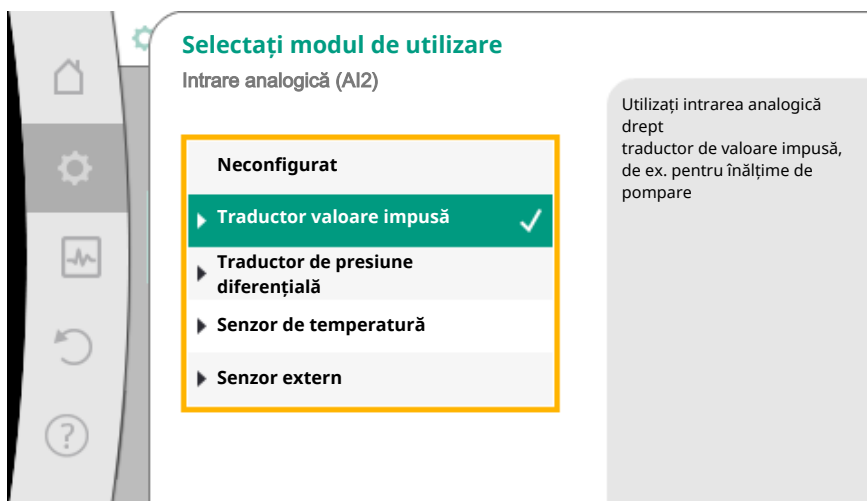 Selectați modul de utilizare
Intrare analogică (AI2)
Neconfigurat
Traductor valoare impusă
Traductor de presiune
diferențială
Senzor de temperatură
Senzor extern
Utilizați intrarea analogică
drept
traductor de valoare impusă,
de ex. pentru înălțime de
pompare